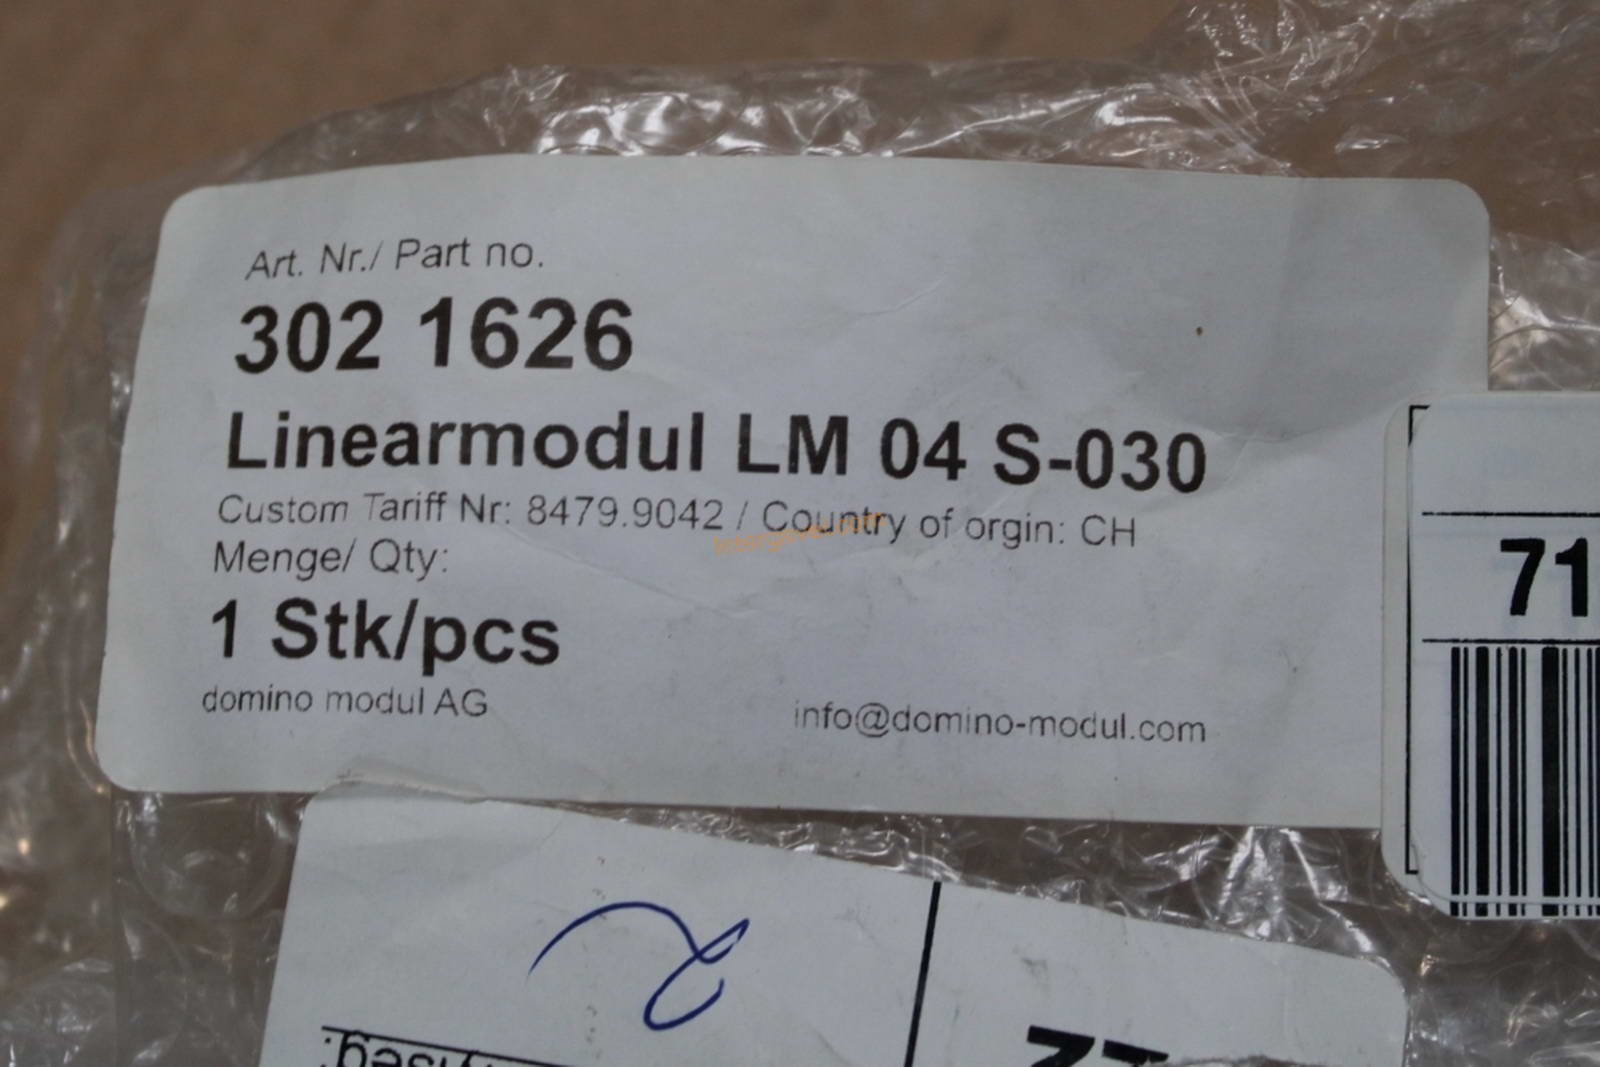 Art. Nr./ Part no.
302 1626
Linearmodul LM 04 S-030
Custom Tariff Nr: 8479.9042 / Country of orgin: CH
Menge/ Qty:
1 Stk/pcs
domino modul AG
info@domino-modul.com
71